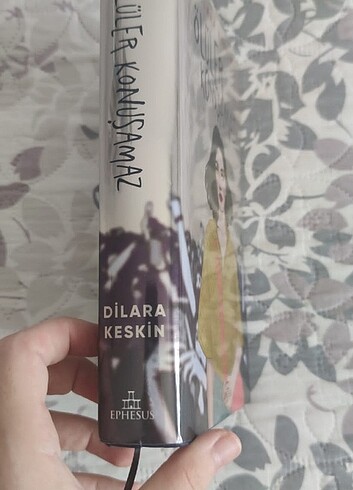 ÜLER KONUŞAMAZ
DİLARA
KESKİN
EPHESUS